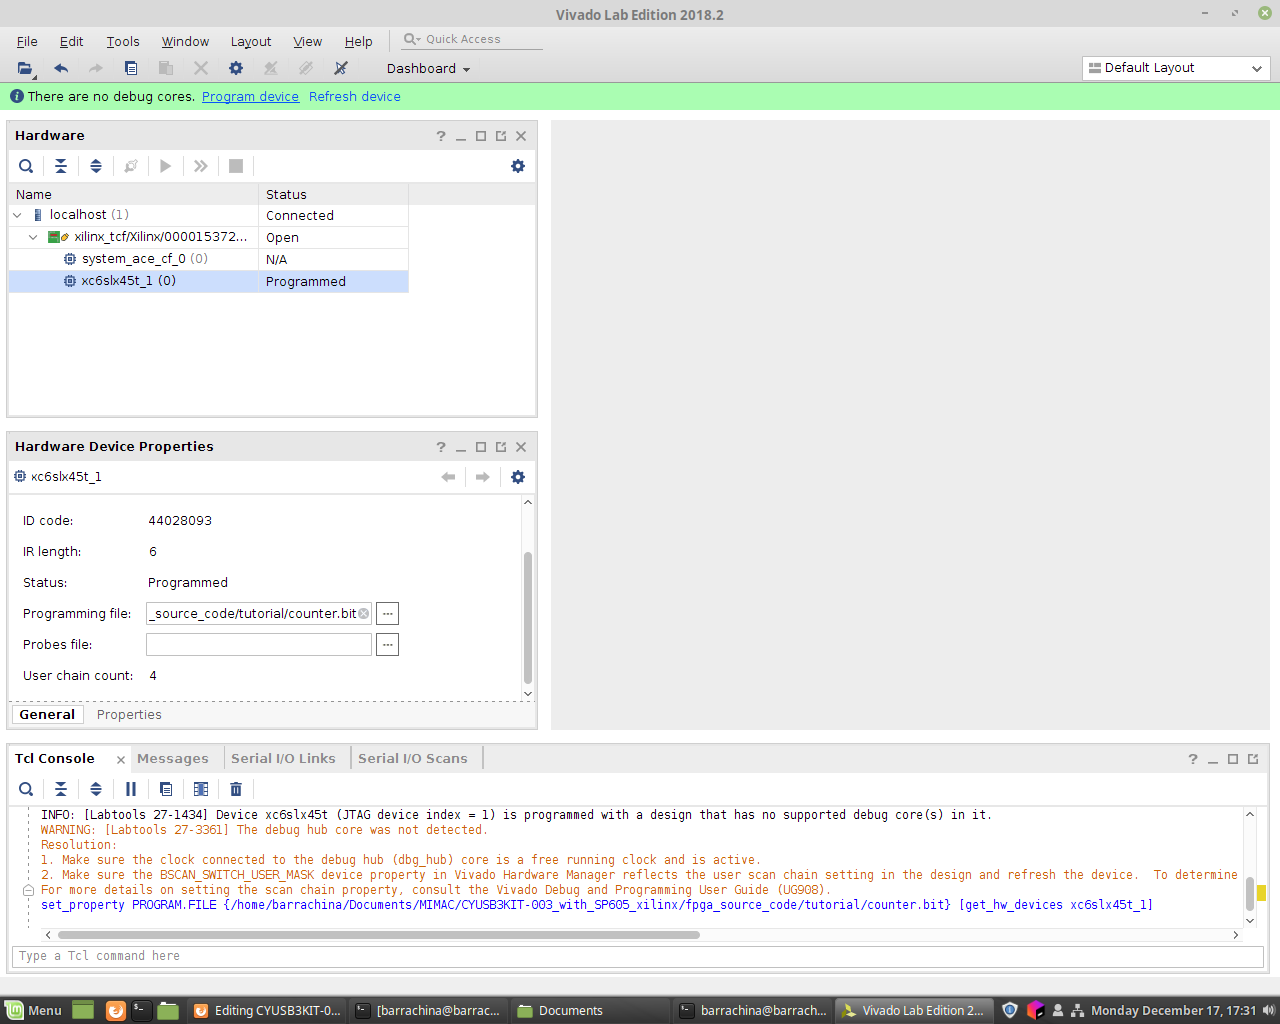 Vivado Lab Edition 2018.2
File Edit Tools Window Layout View Help Quick Access
Dashboard Default Layout
There are no debug cores. Program device Refresh device
Hardware
Name Status
localhost (1) Connected
xilinx_tcf/Xilinx/000015372... Open
system_ace_cf_0 (0) N/A
xc6slx45t_1 (0) Programmed
Hardware Device Properties
xc6slx45t_1
ID code: 44028093
IR length: 6
Status: Programmed
Programming file: _source_code/tutorial/counter.bit
Probes file:
User chain count: 4
General Properties
Tcl Console Messages Serial I/O Links Serial I/O Scans
INFO: [Labtools 27-1434] Device xc6slx45t (JTAG device index = 1) is programmed with a design that has no supported debug core(s) in it.
WARNING: [Labtools 27-3361] The debug hub core was not detected.
Resolution:
1. Make sure the clock connected to the debug hub (dbg_hub) core is a free running clock and is active.
2. Make sure the BSCAN_SWITCH_USER_MASK device property in Vivado Hardware Manager reflects the user scan chain setting in the design and refresh the device.  To determine
For more details on setting the scan chain property, consult the Vivado Debug and Programming User Guide (UG908).
set_property PROGRAM.FILE {/home/barrachina/Documents/MIMAC/CYUSB3KIT-003_with_SP605_xilinx/fpga_source_code/tutorial/counter.bit} [get_hw_devices xc6slx45t_1]
Type a Tcl command here
Menu Editing CYUSB3KIT-0... [barrachina@barrac... Documents barrachina@barrach... Vivado Lab Edition 2... Monday December 17, 17:31